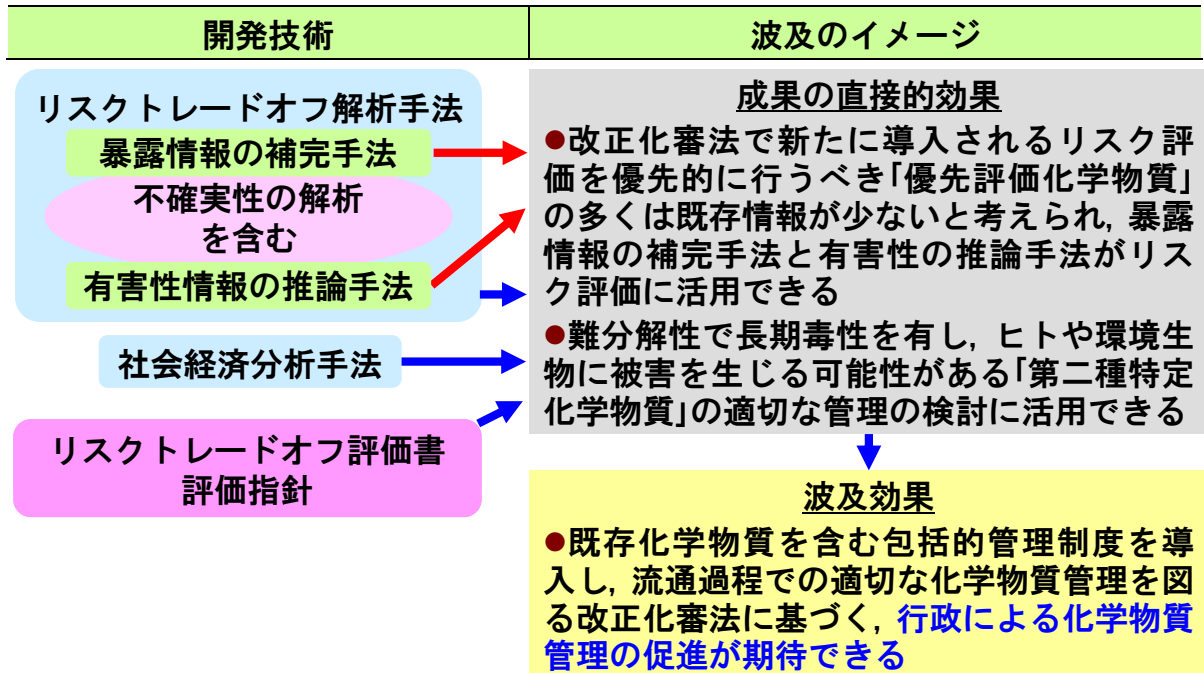 開発技術
波及のイメージ
リスクトレードオフ解析手法
暴露情報の補完手法
不確実性の解析
を含む
有害性情報の推論手法
社会経済分析手法
リスクトレードオフ評価書
評価指針
成果の直接的効果
●改正化審法で新たに導入されるリスク評
価を優先的に行うべき｢優先評価化学物質｣
の多くは既存情報が少ないと考えられ, 暴露
情報の補完手法と有害性の推論手法がリス
ク評価に活用できる
●難分解性で長期毒性を有し, ヒトや環境生
物に被害を生じる可能性がある｢第二種特定
化学物質｣の適切な管理の検討に活用できる
波及効果
●既存化学物質を含む包括的管理制度を導
入し, 流通過程での適切な化学物質管理を図
る改正化審法に基づく, 行政による化学物質
管理の促進が期待できる